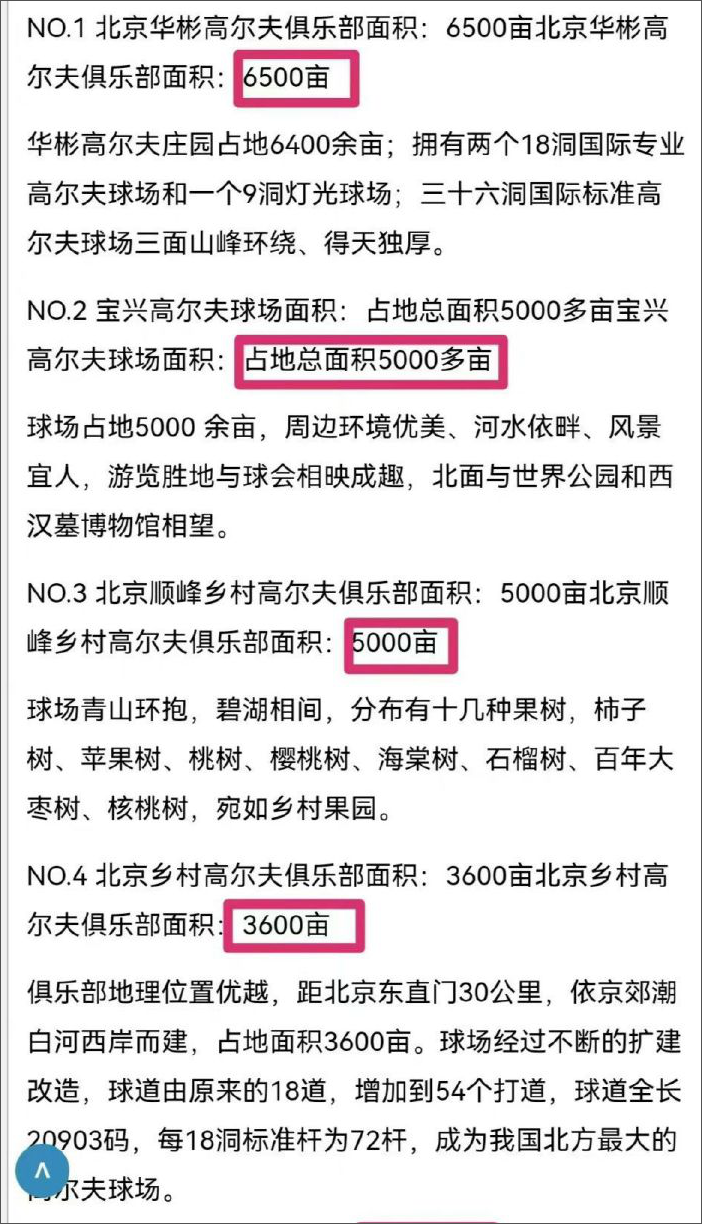 NO.1 北京华彬高尔夫俱乐部面积：6500亩北京华彬高
尔夫俱乐部面积：6500亩
华彬高尔夫庄园占地6400余亩；拥有两个18洞国际专业
高尔夫球场和一个9洞灯光球场；三十六洞国际标准高
尔夫球场三面山峰环绕、得天独厚。
NO.2 宝兴高尔夫球场面积：占地总面积5000多亩宝兴
高尔夫球场面积：占地总面积5000多亩
球场占地5000 余亩，周边环境优美、河水依畔、风景
宜人，游览胜地与球会相映成趣，北面与世界公园和西
汉墓博物馆相望。
NO.3 北京顺峰乡村高尔夫俱乐部面积：5000亩北京顺
峰乡村高尔夫俱乐部面积：5000亩
球场青山环抱，碧湖相间，分布有十几种果树，柿子
树、苹果树、桃树、樱桃树、海棠树、石榴树、百年大
枣树、核桃树，宛如乡村果园。
NO.4 北京乡村高尔夫俱乐部面积：3600亩北京乡村高
尔夫俱乐部面积：3600亩
俱乐部地理位置优越，距北京东直门30公里，依京郊潮
白河西岸而建，占地面积3600亩。球场经过不断的扩建
改造，球道由原来的18道，增加到54个打道，球道全长
20903码，每18洞标准杆为72杆，成为我国北方最大的
高尔夫球场。